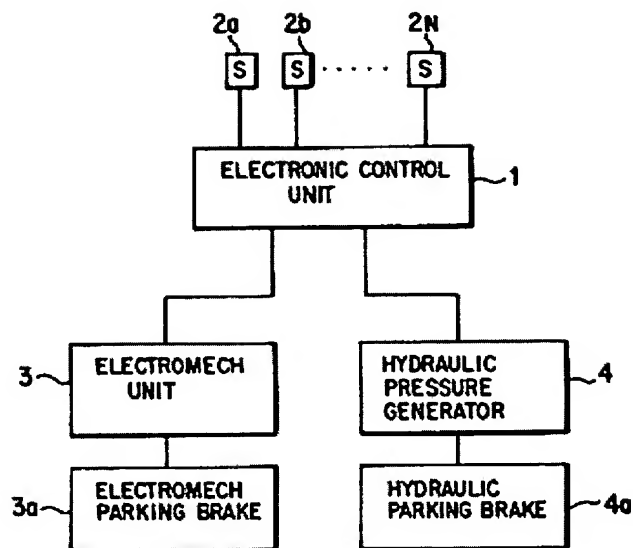 2a 2b 2N
S S ..... S
ELECTRONIC CONTROL
UNIT
1
3
ELECTROMECH
UNIT
HYDRAULIC
PRESSURE
GENERATOR
4
3a
ELECTROMECH
PARKING BRAKE
HYDRAULIC
PARKING BRAKE
4a